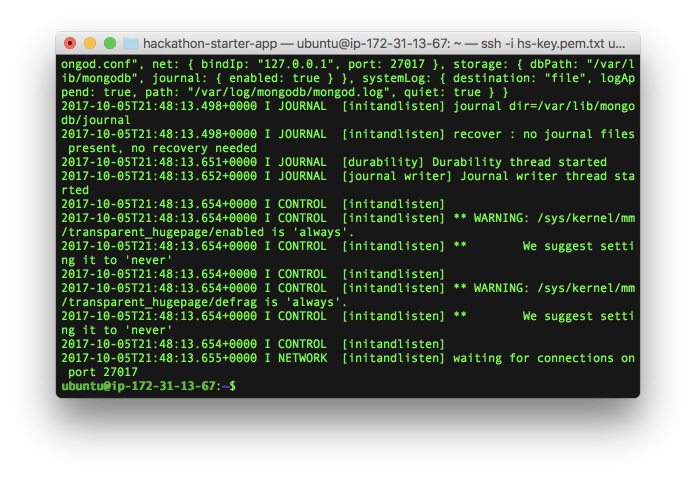 hackathon-starter-app — ubuntu@ip-172-31-13-67: ~ — ssh -i hs-key.pem.txt u...
ongod.conf", net: { bindIp: "127.0.0.1", port: 27017 }, storage: { dbPath: "/var/l
ib/mongodb", journal: { enabled: true } }, systemLog: { destination: "file", logAp
pend: true, path: "/var/log/mongodb/mongod.log", quiet: true } }
2017-10-05T21:48:13.498+0000 I JOURNAL  [initandlisten] journal dir=/var/lib/mongo
db/journal
2017-10-05T21:48:13.498+0000 I JOURNAL  [initandlisten] recover : no journal files
 present, no recovery needed
2017-10-05T21:48:13.651+0000 I JOURNAL  [durability] Durability thread started
2017-10-05T21:48:13.652+0000 I JOURNAL  [journal writer] Journal writer thread sta
rted
2017-10-05T21:48:13.654+0000 I CONTROL  [initandlisten]
2017-10-05T21:48:13.654+0000 I CONTROL  [initandlisten] ** WARNING: /sys/kernel/mm
/transparent_hugepage/enabled is 'always'.
2017-10-05T21:48:13.654+0000 I CONTROL  [initandlisten] **        We suggest setti
ng it to 'never'
2017-10-05T21:48:13.654+0000 I CONTROL  [initandlisten]
2017-10-05T21:48:13.654+0000 I CONTROL  [initandlisten] ** WARNING: /sys/kernel/mm
/transparent_hugepage/defrag is 'always'.
2017-10-05T21:48:13.654+0000 I CONTROL  [initandlisten] **        We suggest setti
ng it to 'never'
2017-10-05T21:48:13.654+0000 I CONTROL  [initandlisten]
2017-10-05T21:48:13.655+0000 I NETWORK  [initandlisten] waiting for connections on
 port 27017
ubuntu@ip-172-31-13-67:~$